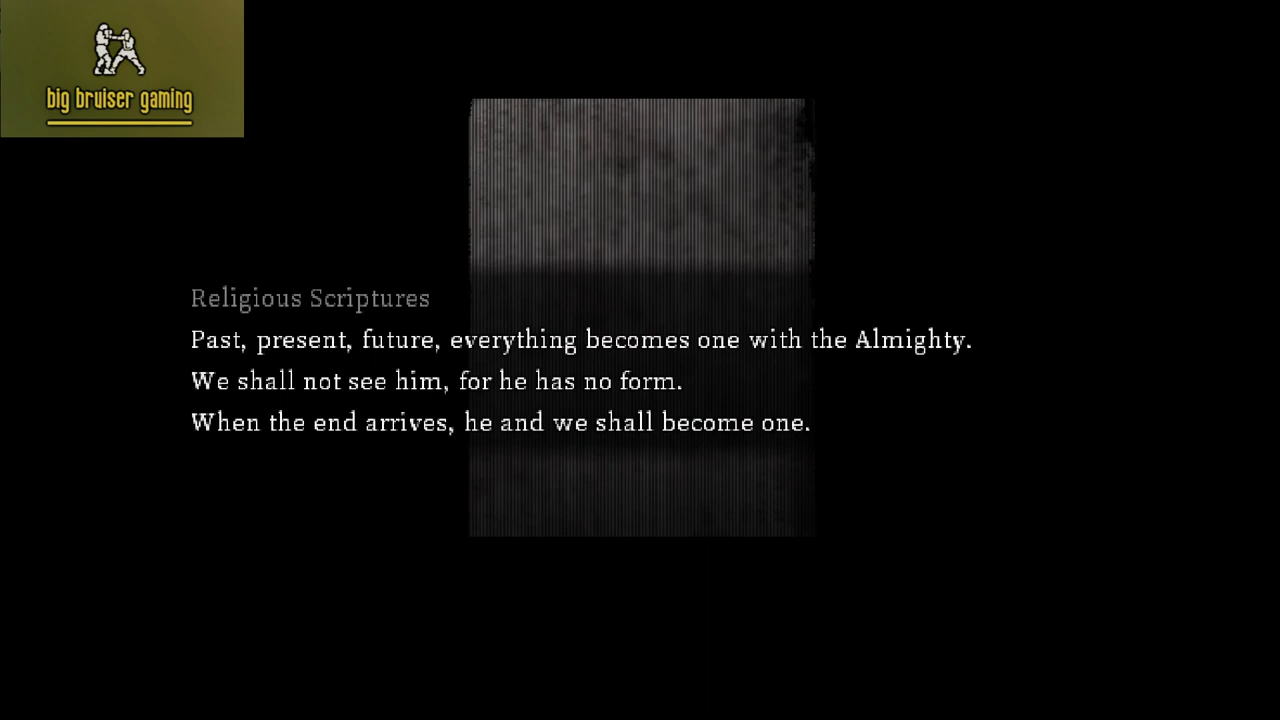 big bruiser gaming
Religious Scriptures
Past, present, future, everything becomes one with the Almighty.
We shall not see him, for he has no form.
When the end arrives, he and we shall become one.